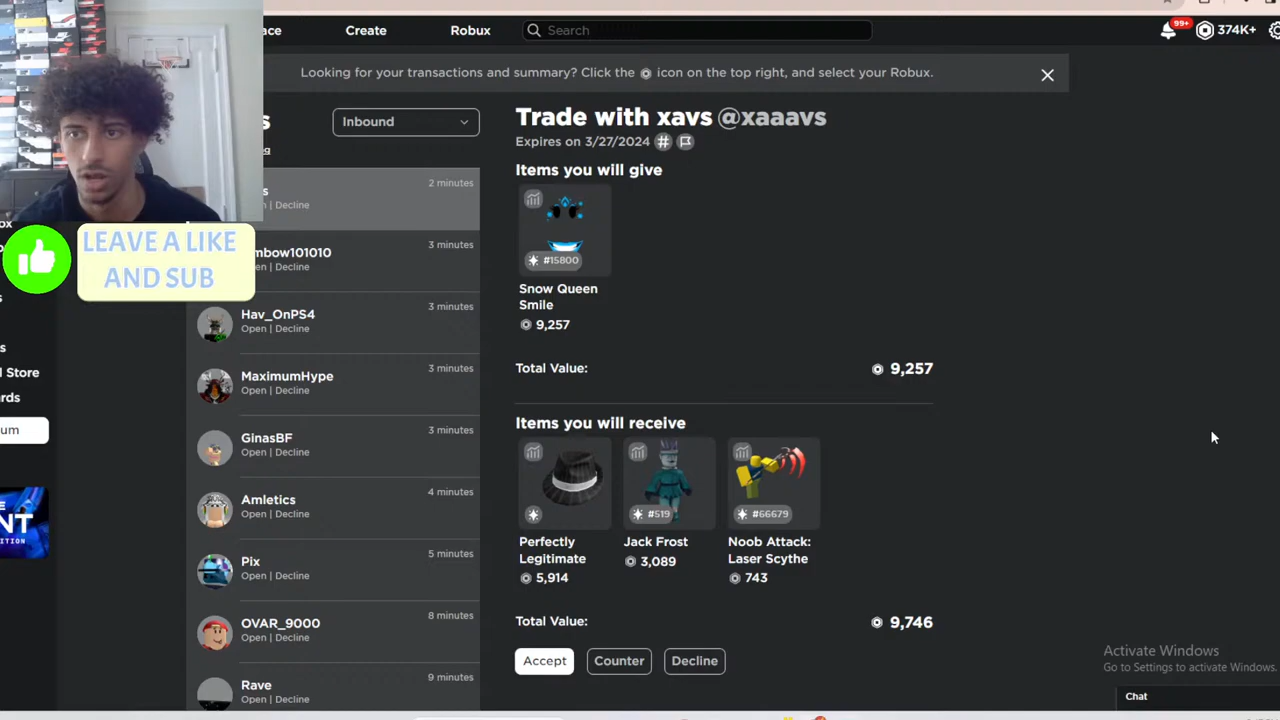 ace
Create
Robux
Search
99+
374K+
Looking for your transactions and summary? Click the icon on the top right, and select your Robux.
Inbound
Trade with xavs @xaaavs
Expires on 3/27/2024
Items you will give
#15800
Snow Queen
Smile
9,257
Total Value:
9,257
Items you will receive
#519
#66679
Perfectly
Legitimate
5,914
Jack Frost
3,089
Noob Attack:
Laser Scythe
743
Total Value:
9,746
Accept
Counter
Decline
s
2 minutes
n | Decline
mbow101010
3 minutes
en | Decline
Hav_OnPS4
3 minutes
Open | Decline
MaximumHype
3 minutes
Open | Decline
GinasBF
3 minutes
Open | Decline
Amletics
4 minutes
Open | Decline
Pix
5 minutes
Open | Decline
OVAR_9000
8 minutes
Open | Decline
Rave
9 minutes
LEAVE A LIKE
AND SUB
ox
s
s
l Store
rds
um
NT
ITION
Activate Windows
Go to Settings to activate Windows.
Chat